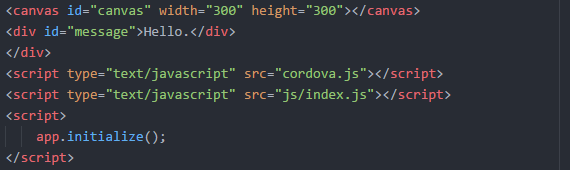 <canvas id="canvas" width="300" height="300"></canvas>
<div id="message">Hello.</div>
</div>
<script type="text/javascript" src="cordova.js"></script>
<script type="text/javascript" src="js/index.js"></script>
<script>
    app.initialize();
</script>